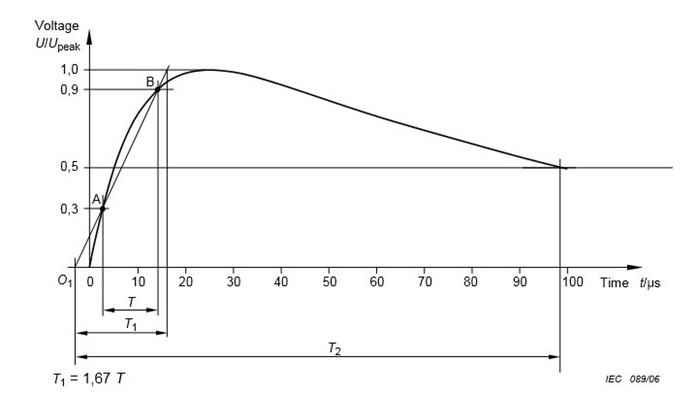 Voltage
U/Upeak
1,0
B
0,9
0,5
A
0,3
O1 0 10 20 30 40 50 60 70 80 90 100 Time t/μs
T
T1
T2
T1 = 1,67 T
IEC 089/06